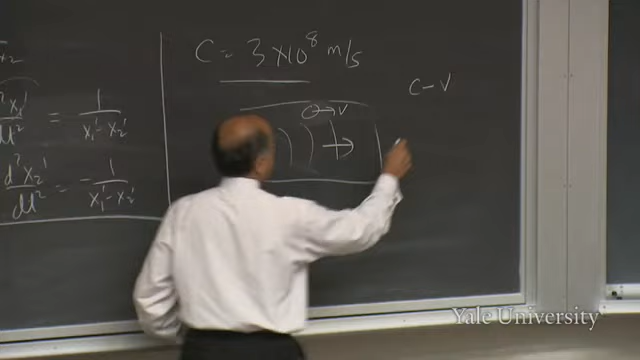 d²x₁'/dt² = 1/(x₁'-x₂')
d²x₂'/dt² = -1/(x₁'-x₂')
C = 3×10⁸ m/s
V
C-V
Yale University